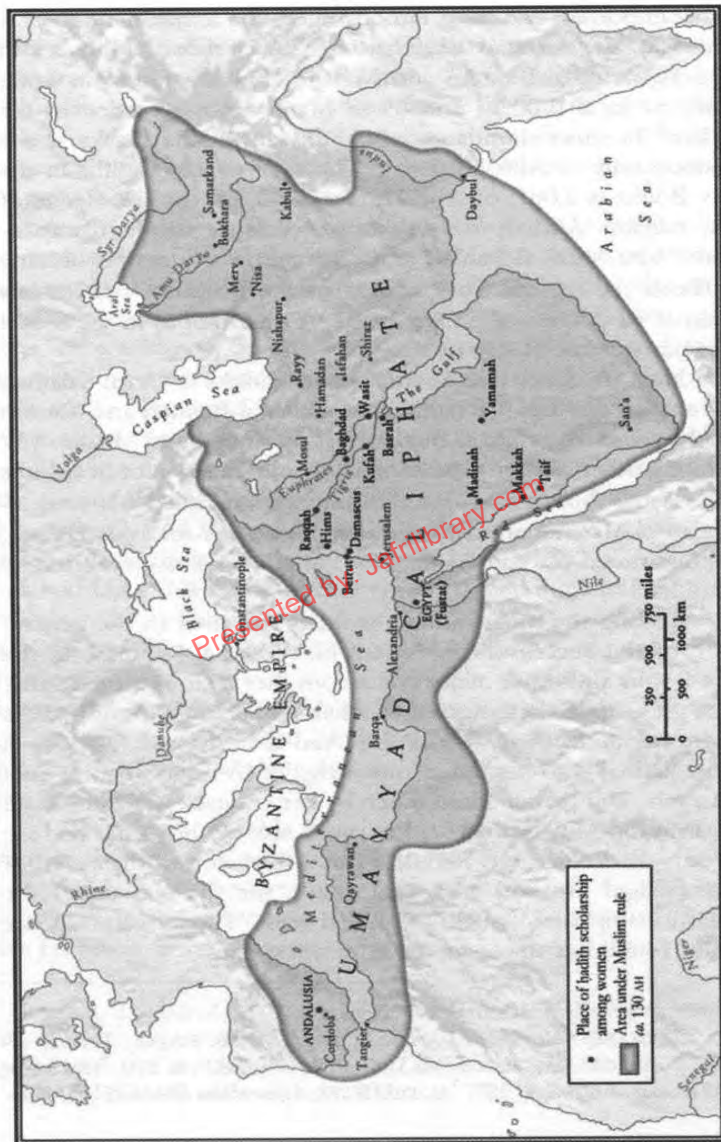 Rhine
Danube
Volga
Black Sea
Constantinople
BYZANTINE EMPIRE
Caspian Sea
Aral
Sea
Syr Darya
Amu Darya
Samarkand
Bukhara
Merv
Nisa
Nishapur
Kabul
Indus
Rayy
Hamadan
Isfahan
Shiraz
Mosul
Euphrates
Tigris
Baghdad
Wasit
Kufah
Basrah
The Gulf
Raqqah
Hims
Damascus
Beirut
Jerusalem
Mediterranean Sea
ANDALUSIA
Cordoba
Tangier
Qayrawan
Barqa
Alexandria
EGYPT
(Fustat)
Nile
UMAYYAD CALIPHATE
Madinah
Makkah
Taif
Red Sea
Yamamah
San'a
Daybul
Arabian
Sea
Niger
Senegal
Place of ḥadīth scholarship
among women
Area under Muslim rule
ca. 130 AH
0 250 500 750 miles
0 500 1000 km
Presented by: Jafrilibrary.com